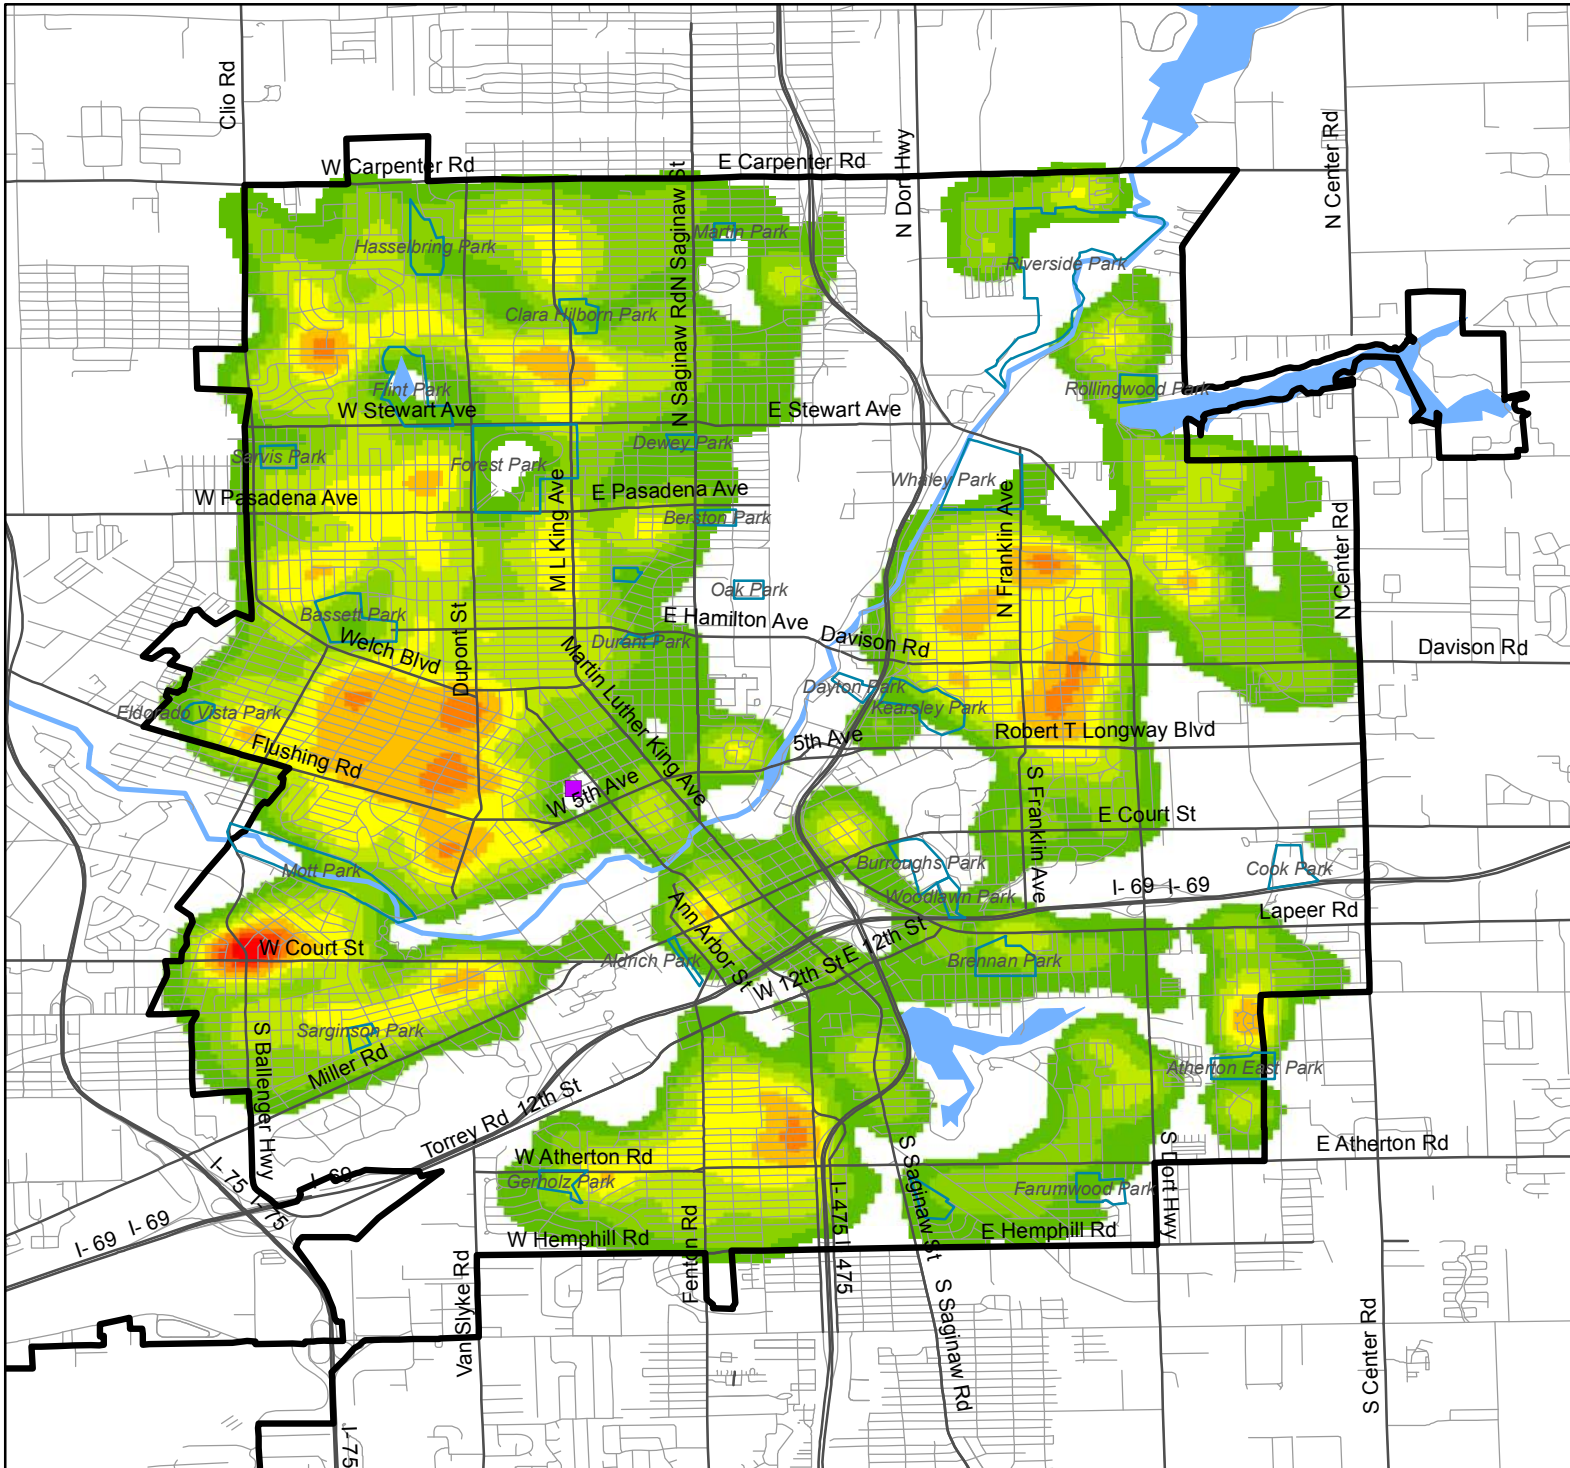 Clio Rd
W Carpenter Rd
E Carpenter Rd
N Dort Hwy
N Center Rd
N Saginaw St
Martin Park
Hasselbring Park
Riverside Park
Clara Hilborn Park
N Saginaw Rd
Flint Park
Rollingwood Park
W Stewart Ave
E Stewart Ave
Dewey Park
Sarvis Park
Forest Park
Whaley Park
W Pasadena Ave
E Pasadena Ave
Berston Park
M L King Ave
N Franklin Ave
N Center Rd
Oak Park
Bassett Park
E Hamilton Ave
Durant Park
Welch Blvd
Dupont St
Davison Rd
Davison Rd
Martin Luther King Ave
Dayton Park
Kearsley Park
Eldorado Vista Park
Flushing Rd
5th Ave
Robert T Longway Blvd
W 5th Ave
S Franklin Ave
E Court St
Mott Park
Burroughs Park
Cook Park
Woodlawn Park
I- 69 I- 69
Lapeer Rd
Ann Arbor St
W Court St
Aldrich Park
W 12th St
E 12th St
Brennan Park
Sarginson Park
S Ballenger Hwy
Miller Rd
Atherton East Park
Torrey Rd
12th St
W Atherton Rd
E Atherton Rd
S Saginaw St
S Dort Hwy
I- 75
I- 75
I- 69
Gerholz Park
Farumwood Park
I- 69 I- 69
W Hemphill Rd
E Hemphill Rd
Fenton Rd
I- 475
I- 475
Van Slyke Rd
S Saginaw Rd
S Center Rd
I- 75